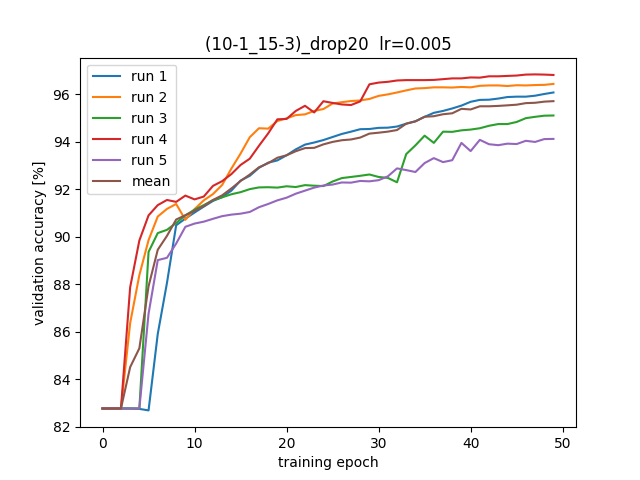 (10-1_15-3)_drop20  lr=0.005
run 1
run 2
run 3
run 4
run 5
mean
validation accuracy [%]
96
94
92
90
88
86
84
82
0 10 20 30 40 50
training epoch